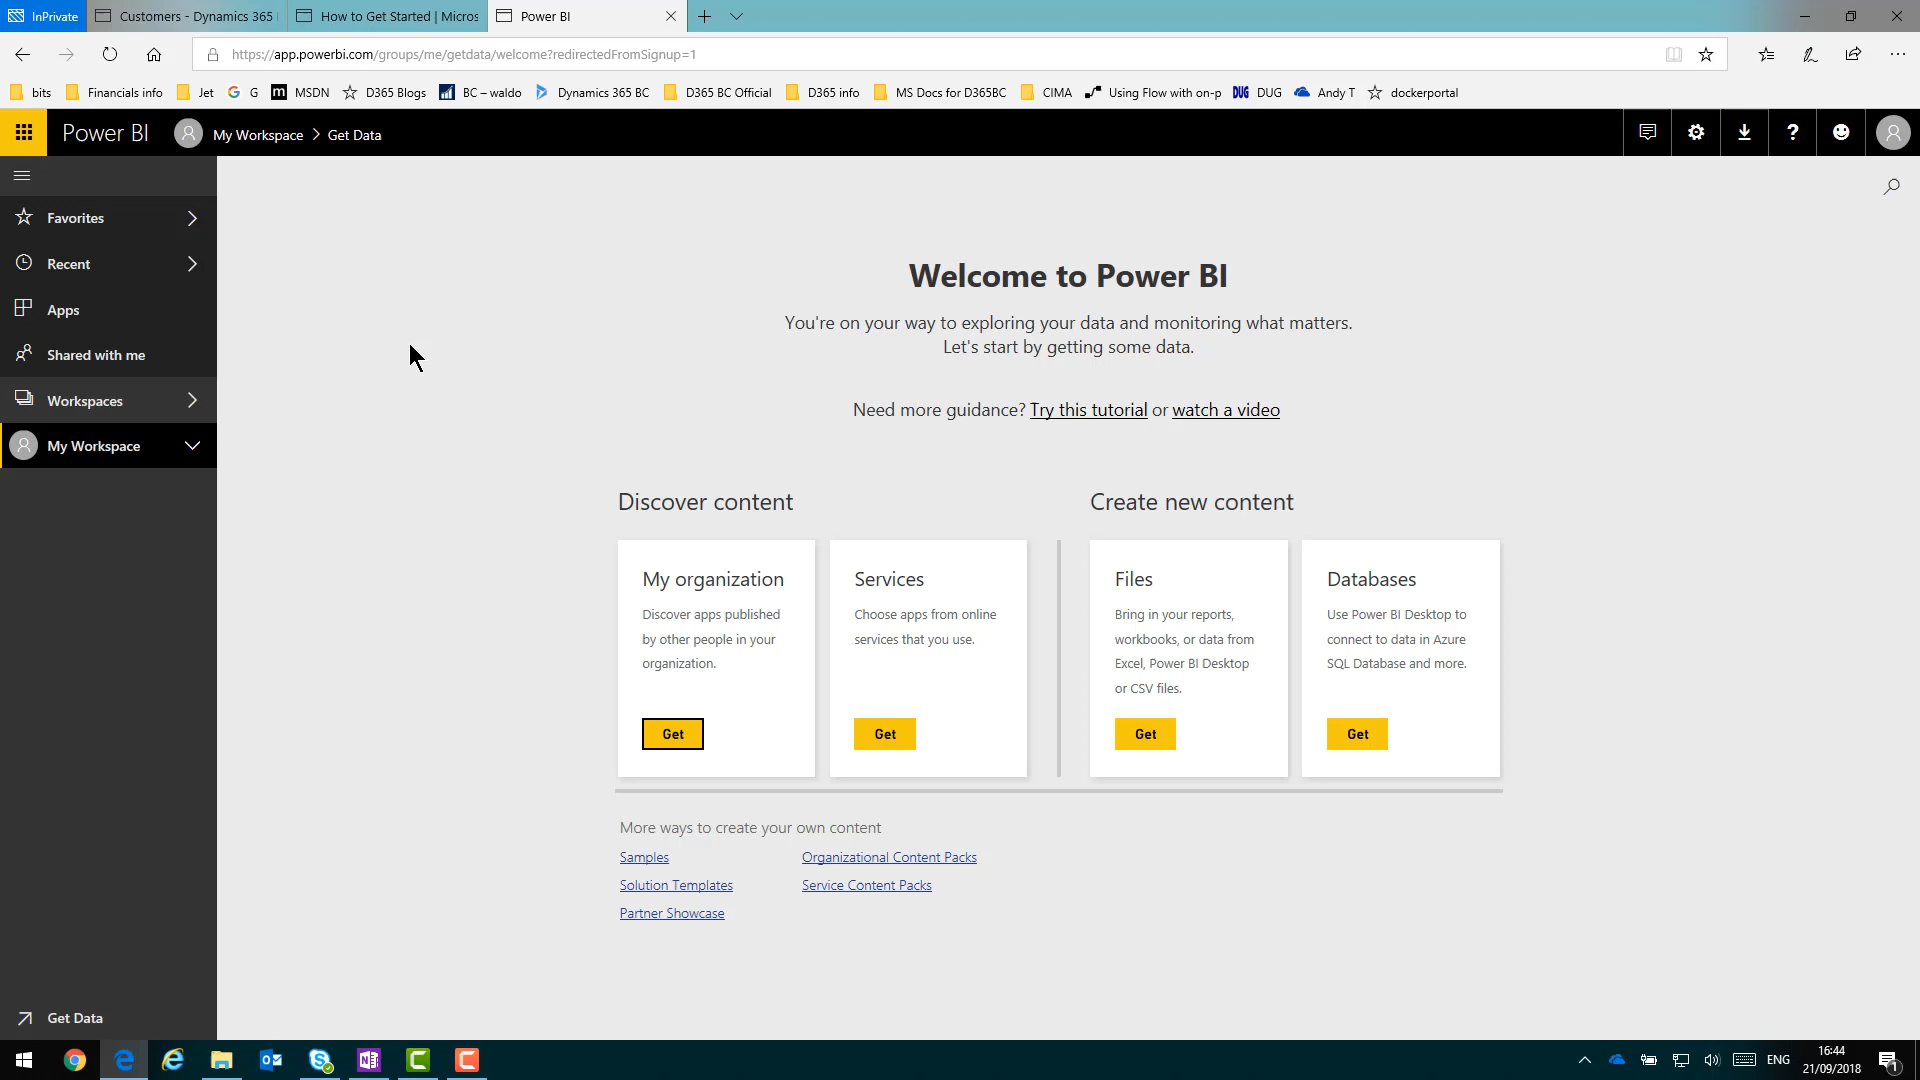 InPrivate
Customers - Dynamics 365
How to Get Started | Micros
Power BI
https://app.powerbi.com/groups/me/getdata/welcome?redirectedFromSignup=1
bits
Financials info
Jet
G
MSDN
D365 Blogs
BC – waldo
Dynamics 365 BC
D365 BC Official
D365 info
MS Docs for D365BC
CIMA
Using Flow with on-p
DUG
DUG
Andy T
dockerportal
Power BI
My Workspace > Get Data
Favorites
Recent
Apps
Shared with me
Workspaces
My Workspace
Get Data
Welcome to Power BI
You're on your way to exploring your data and monitoring what matters.
Let's start by getting some data.
Need more guidance? Try this tutorial or watch a video
Discover content
My organization
Discover apps published
by other people in your
organization.
Get
Services
Choose apps from online
services that you use.
Get
Create new content
Files
Bring in your reports,
workbooks, or data from
Excel, Power BI Desktop
or CSV files.
Get
Databases
Use Power BI Desktop to
connect to data in Azure
SQL Database and more.
Get
More ways to create your own content
Samples
Organizational Content Packs
Solution Templates
Service Content Packs
Partner Showcase
ENG
16:44
21/09/2018
1